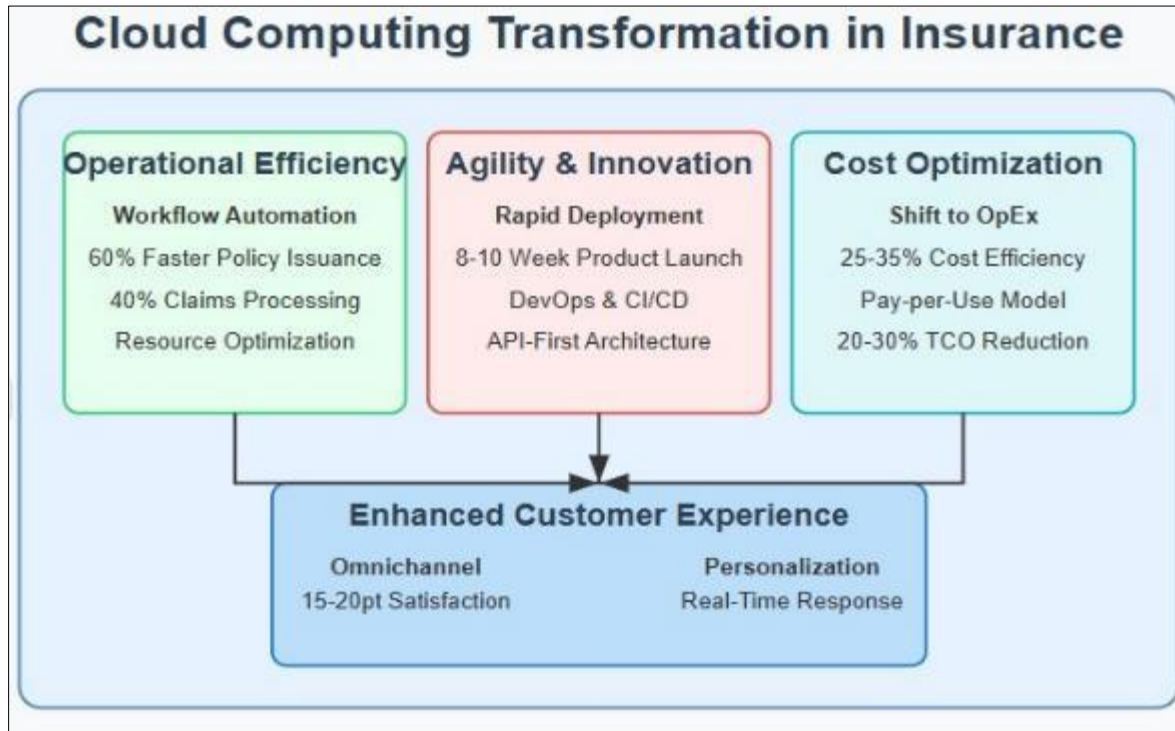 Cloud Computing Transformation in Insurance
Operational Efficiency
Workflow Automation
60% Faster Policy Issuance
40% Claims Processing
Resource Optimization
Agility & Innovation
Rapid Deployment
8-10 Week Product Launch
DevOps & CI/CD
API-First Architecture
Cost Optimization
Shift to OpEx
25-35% Cost Efficiency
Pay-per-Use Model
20-30% TCO Reduction
Enhanced Customer Experience
Omnichannel
15-20pt Satisfaction
Personalization
Real-Time Response